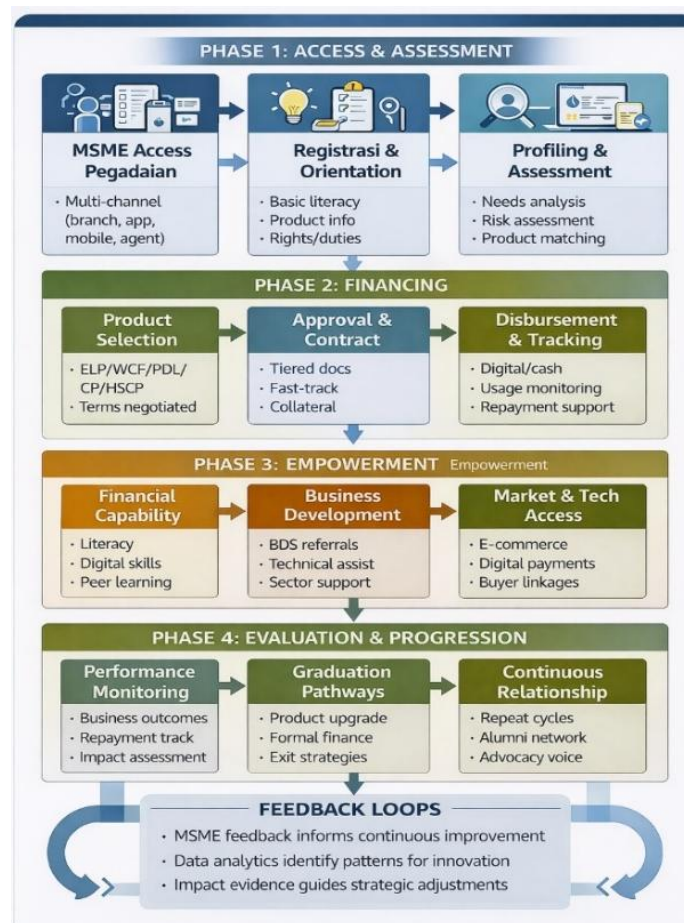 PHASE 1: ACCESS & ASSESSMENT
MSME Access
Pegadaian
· Multi-channel
(branch, app,
mobile, agent)
Registrasi &
Orientation
· Basic literacy
· Product info
· Rights/duties
Profiling &
Assessment
· Needs analysis
· Risk assessment
· Product matching
PHASE 2: FINANCING
Product
Selection
· ELP/WCF/PDL/
CP/HSCP
· Terms negotiated
Approval &
Contract
· Tiered docs
· Fast-track
· Collateral
Disbursement
& Tracking
· Digital/cash
· Usage monitoring
· Repayment support
PHASE 3: EMPOWERMENT Empowerment
Financial
Capability
· Literacy
· Digital skills
· Peer learning
Business
Development
· BDS referrals
· Technical assist
· Sector support
Market & Tech
Access
· E-commerce
· Digital payments
· Buyer linkages
PHASE 4: EVALUATION & PROGRESSION
Performance
Monitoring
· Business outcomes
· Repayment track
· Impact assessment
Graduation
Pathways
· Product upgrade
· Formal finance
· Exit strategies
Continuous
Relationship
· Repeat cycles
· Alumni network
· Advocacy voice
FEEDBACK LOOPS
· MSME feedback informs continuous improvement
· Data analytics identify patterns for innovation
· Impact evidence guides strategic adjustments